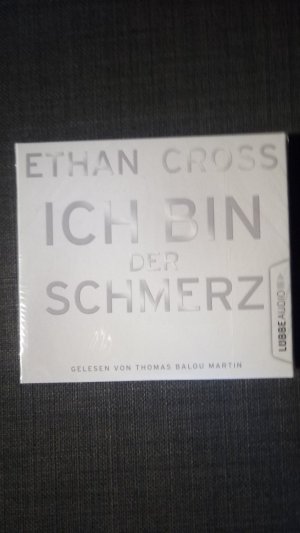 ETHAN CROSS
ICH BIN
DER
SCHMERZ
LÜBBE AUDIO
GELESEN VON THOMAS BALOU MARTIN